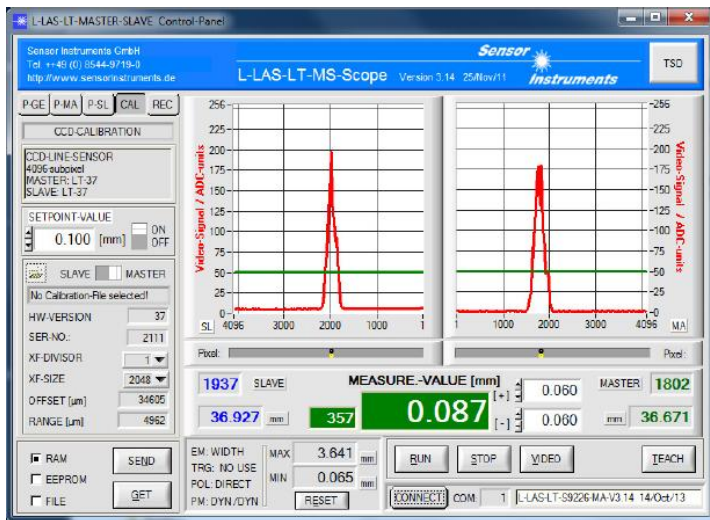 L-LAS-LT-MASTER-SLAVE Control-Panel
Sensor Instruments GmbH
Tel ++49 (0) 8544-9719-0
http://www.sensorinstruments.de
L-LAS-LT-MS-Scope Version 3.14 25/Nov/11
Sensor
Instruments
TSD
P-GE P-MA P-SL CAL REC
CCD-CALIBRATION
CCD-LINE-SENSOR
4096 subpixel
MASTER: LT-37
SLAVE: LT-37
SETPOINT-VALUE
0.100 [mm] ON
OFF
SLAVE MASTER
No Calibration-File selected!
HW-VERSION 37
SER-NO.: 2111
XF-DIVISOR 1
XF-SIZE 2048
OFFSET [µm] 34605
RANGE [µm] 4962
RAM
EEPROM
FILE
SEND
GET
Video-Signal / ADC-units
256
225
200
175
150
125
100
75
50
25
0
SL 4096 3000 2000 1000 1
256
225
200
175
150
125
100
75
50
25
0
Video-Signal / ADC-units
1 1000 2000 3000 4095 MA
Pixel:
Pixel:
1937 SLAVE MEASURE.-VALUE [mm] MASTER 1802
36.927 mm 357 0.087 [+] 0.060
[-] 0.060 mm 36.671
EM: WIDTH
TRG: NO USE
POL: DIRECT
PM: DYN/DYN
MAX 3.641 mm
MIN 0.065 mm
RESET
RUN STOP VIDEO TEACH
CONNECT COM: 1 L-LAS-LT-S9226-MA-V3.14 14/Oct/13